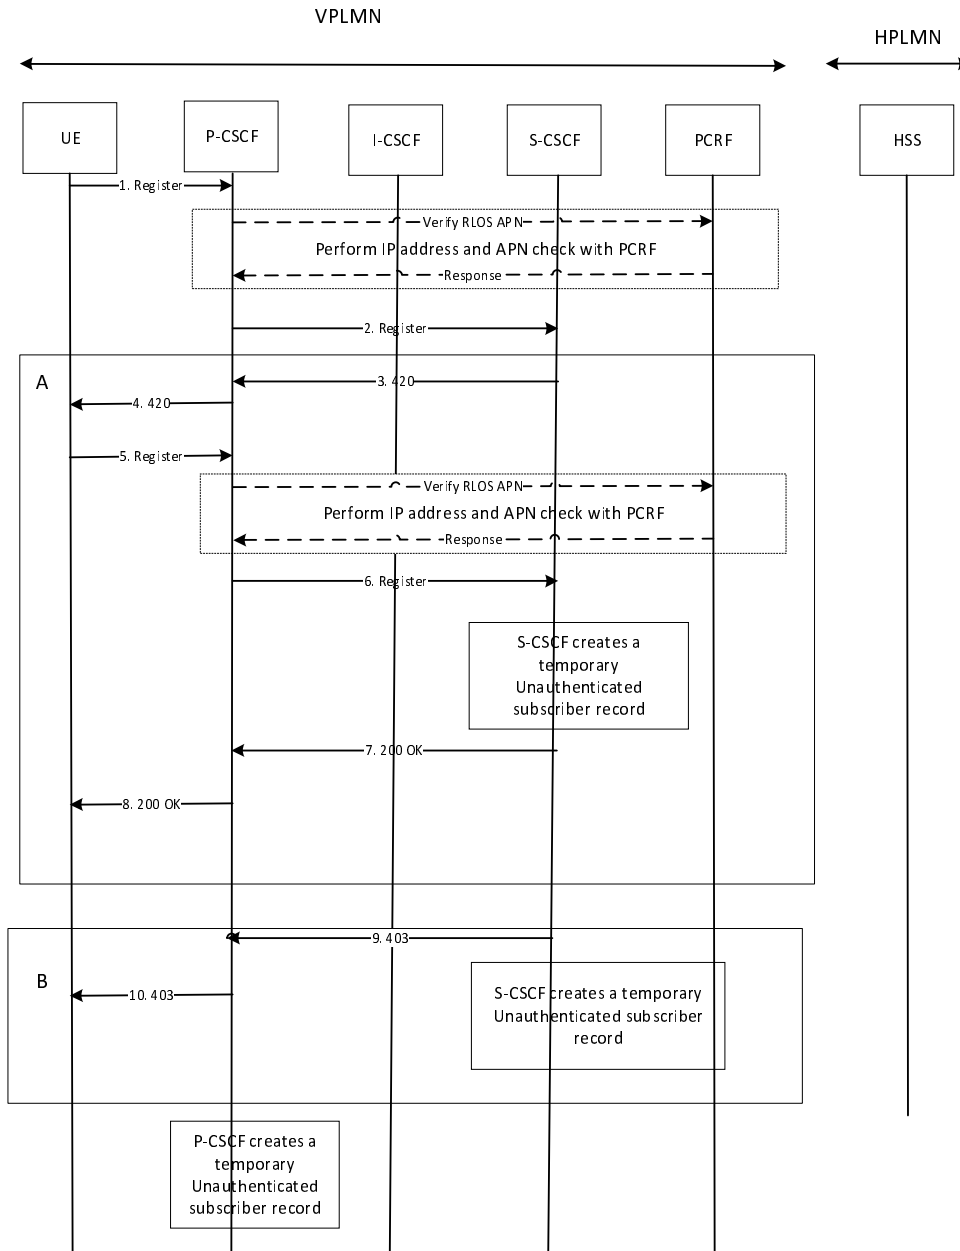 VPLMN
HPLMN
UE
P-CSCF
I-CSCF
S-CSCF
PCRF
HSS
1. Register
Verify RLOS APN
Perform IP address and APN check with PCRF
Response
2. Register
A
3. 420
4. 420
5. Register
Verify RLOS APN
Perform IP address and APN check with PCRF
Response
6. Register
S-CSCF creates a
temporary
Unauthenticated
subscriber record
7. 200 OK
8. 200 OK
9. 403
B
10. 403
S-CSCF creates a temporary
Unauthenticated subscriber
record
P-CSCF creates a
temporary
Unauthenticated
subscriber record